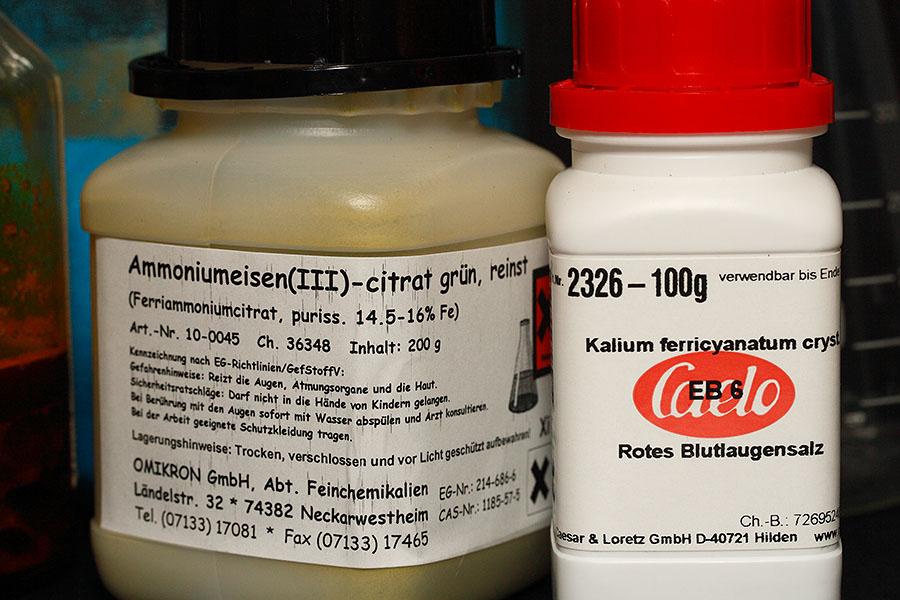 Ammoniumeisen(III)-citrat grün, reinst
(Ferriammoniumcitrat, puriss. 14.5-16% Fe)
Art.-Nr. 10-0045 Ch. 36348 Inhalt: 200 g
Kennzeichnung nach EG-Richtlinien/GefStoffV:
Gefahrenhinweise: Reizt die Augen, Atmungsorgane und die Haut.
Sicherheitsratschläge: Darf nicht in die Hände von Kindern gelangen.
Bei Berührung mit den Augen sofort mit Wasser abspülen und Arzt konsultieren.
Bei der Arbeit geeignete Schutzkleidung tragen.
Lagerungshinweise: Trocken, verschlossen und vor Licht geschützt aufbewahren!
OMIKRON GmbH, Abt. Feinchemikalien
Ländelstr. 32 * 74382 Neckarwestheim
Tel. (07133) 17081 * Fax (07133) 17465
EG-Nr.: 214-686-6
CAS-Nr.: 1185-57-5
2326 – 100g verwendbar bis Ende
Kalium ferricyanatum cryst.
Caelo
EB 6
Rotes Blutlaugensalz
Ch.-B.: 7269524
Caesar & Loretz GmbH D-40721 Hilden www